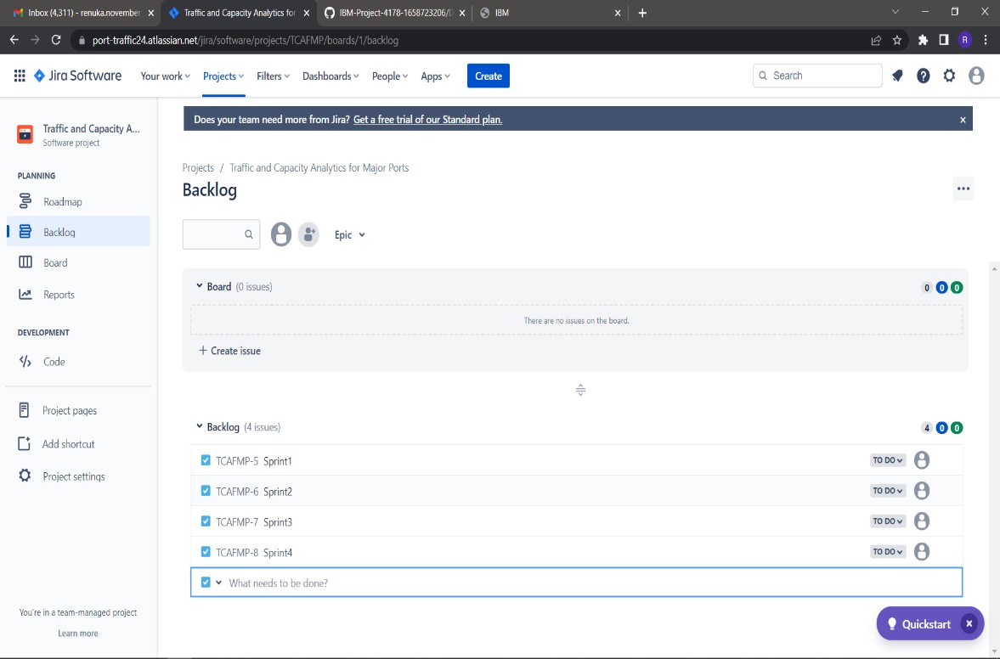 Inbox (4,311) - renuka.november
Traffic and Capacity Analytics for
IBM-Project-4178-1658723206/D
IBM
port-traffic24.atlassian.net/jira/software/projects/TCAFMP/boards/1/backlog
R
Jira Software
Your work
Projects
Filters
Dashboards
People
Apps
Create
Search
Does your team need more from Jira? Get a free trial of our Standard plan.
Traffic and Capacity A...
Software project
PLANNING
Roadmap
Backlog
Board
Reports
DEVELOPMENT
Code
Project pages
Add shortcut
Project settings
You're in a team-managed project
Learn more
Projects / Traffic and Capacity Analytics for Major Ports
Backlog
Epic
Board (0 issues)
0 0 0
There are no issues on the board.
+ Create issue
Backlog (4 issues)
4 0 0
TCAFMP-5 Sprint1 TO DO
TCAFMP-6 Sprint2 TO DO
TCAFMP-7 Sprint3 TO DO
TCAFMP-8 Sprint4 TO DO
What needs to be done?
Quickstart